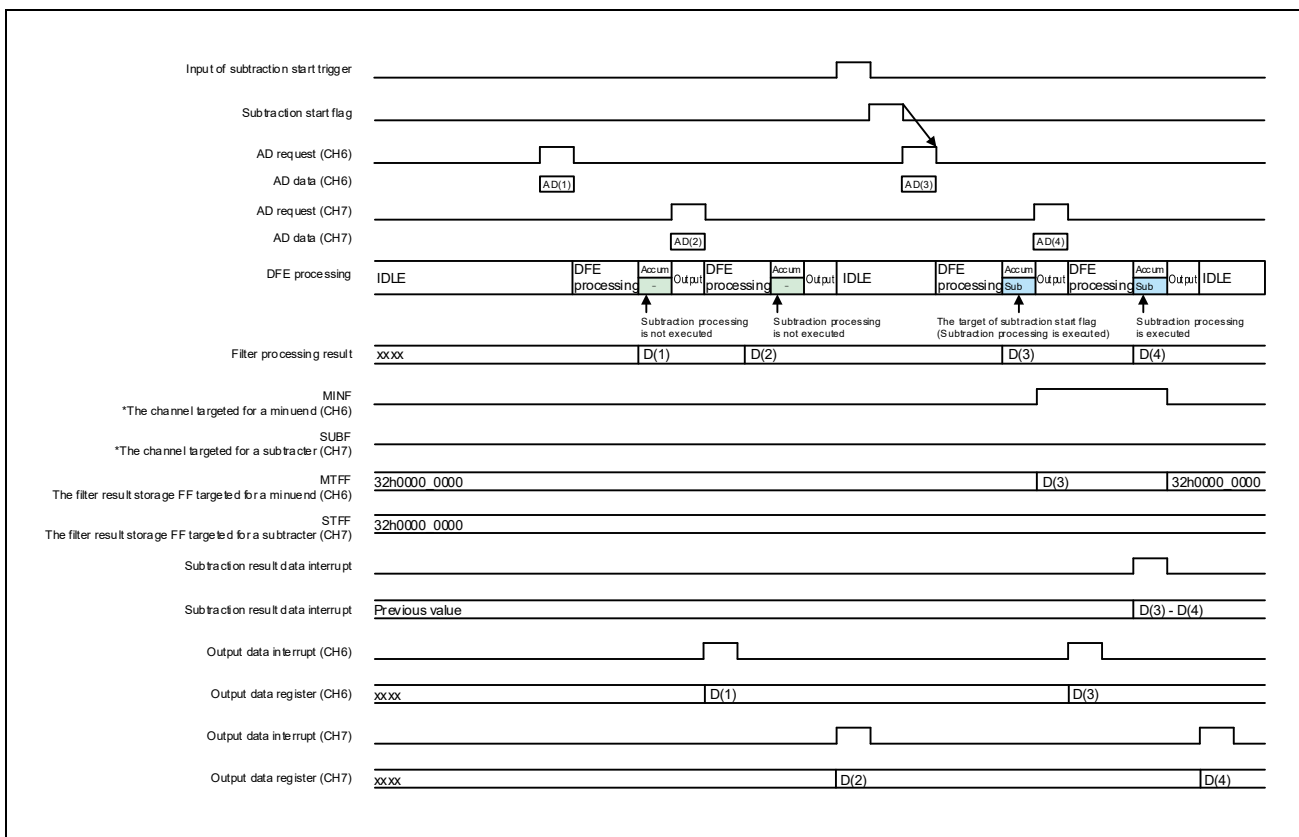 Input of subtraction start trigger
Subtraction start flag
AD request (CH6)
AD data (CH6)
AD(1)
AD(3)
AD request (CH7)
AD data (CH7)
AD(2)
AD(4)
DFE processing
IDLE
DFE
processing
Accum
-
Output
DFE
processing
Accum
-
Output
IDLE
DFE
processing
Accum
Sub
Output
DFE
processing
Accum
Sub
Output
IDLE
Subtraction processing
is not executed
Subtraction processing
is not executed
The target of subtraction start flag
(Subtraction processing is executed)
Subtraction processing
is executed
Filter processing result
xxxx
D(1)
D(2)
D(3)
D(4)
MINF
*The channel targeted for a minuend (CH6)
SUBF
*The channel targeted for a subtracter (CH7)
MTFF
The filter result storage FF targeted for a minuend (CH6)
32h0000_0000
D(3)
32h0000_0000
STFF
The filter result storage FF targeted for a subtracter (CH7)
32h0000_0000
Subtraction result data interrupt
Subtraction result data interrupt
Previous value
D(3) - D(4)
Output data interrupt (CH6)
Output data register (CH6)
xxxx
D(1)
D(3)
Output data interrupt (CH7)
Output data register (CH7)
xxxx
D(2)
D(4)